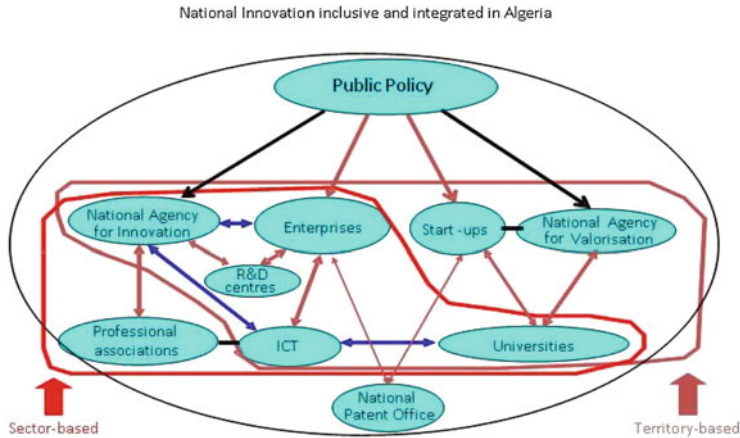 National Innovation inclusive and integrated in Algeria
Public Policy
National Agency
for Innovation
Enterprises
Start-ups
National Agency
for Valorisation
R&D
centres
Professional
associations
ICT
Universities
National
Patent Office
Sector-based
Territory-based